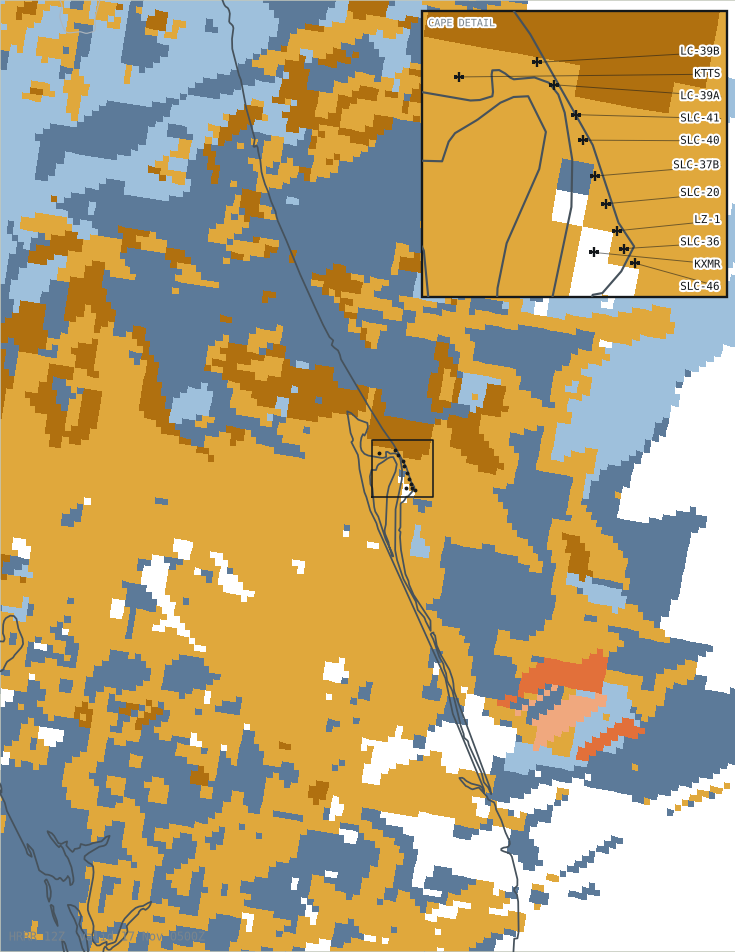 CAPE DETAIL
LC-39B
KTTS
LC-39A
SLC-41
SLC-40
SLC-37B
SLC-20
LZ-1
SLC-36
KXMR
SLC-46